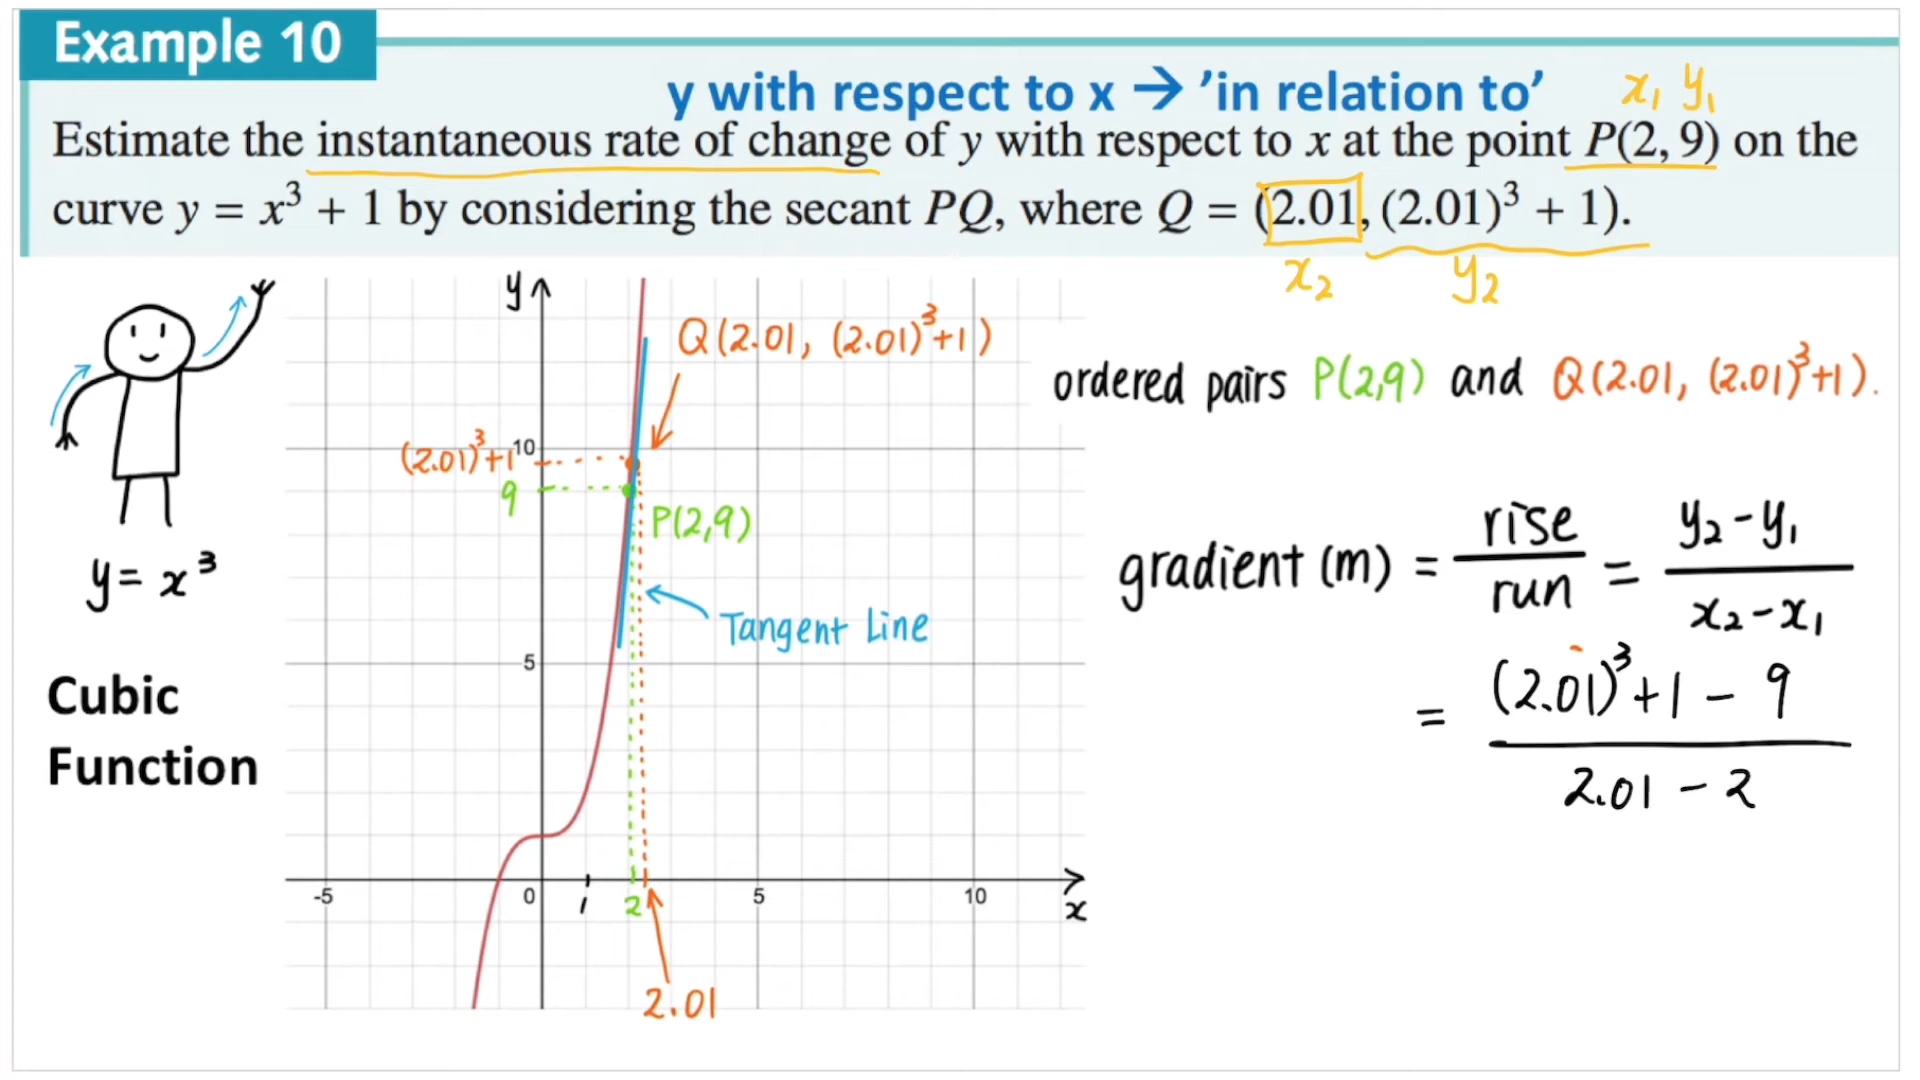 Example 10
y with respect to x → 'in relation to'
x₁ y₁
Estimate the instantaneous rate of change of y with respect to x at the point P(2, 9) on the
curve y = x³ + 1 by considering the secant PQ, where Q = (2.01, (2.01)³ + 1).
x₂ y₂
y
Q(2.01, (2.01)³+1)
ordered pairs P(2,9) and Q(2.01, (2.01)³+1).
(2.01)³+1 10
9
P(2,9)
gradient (m) = rise/run = y₂-y₁/x₂-x₁
y = x³
Tangent Line
5
= (2.01)³+1 - 9/2.01 - 2
Cubic
Function
-5 0 1 2 5 10 x
2.01